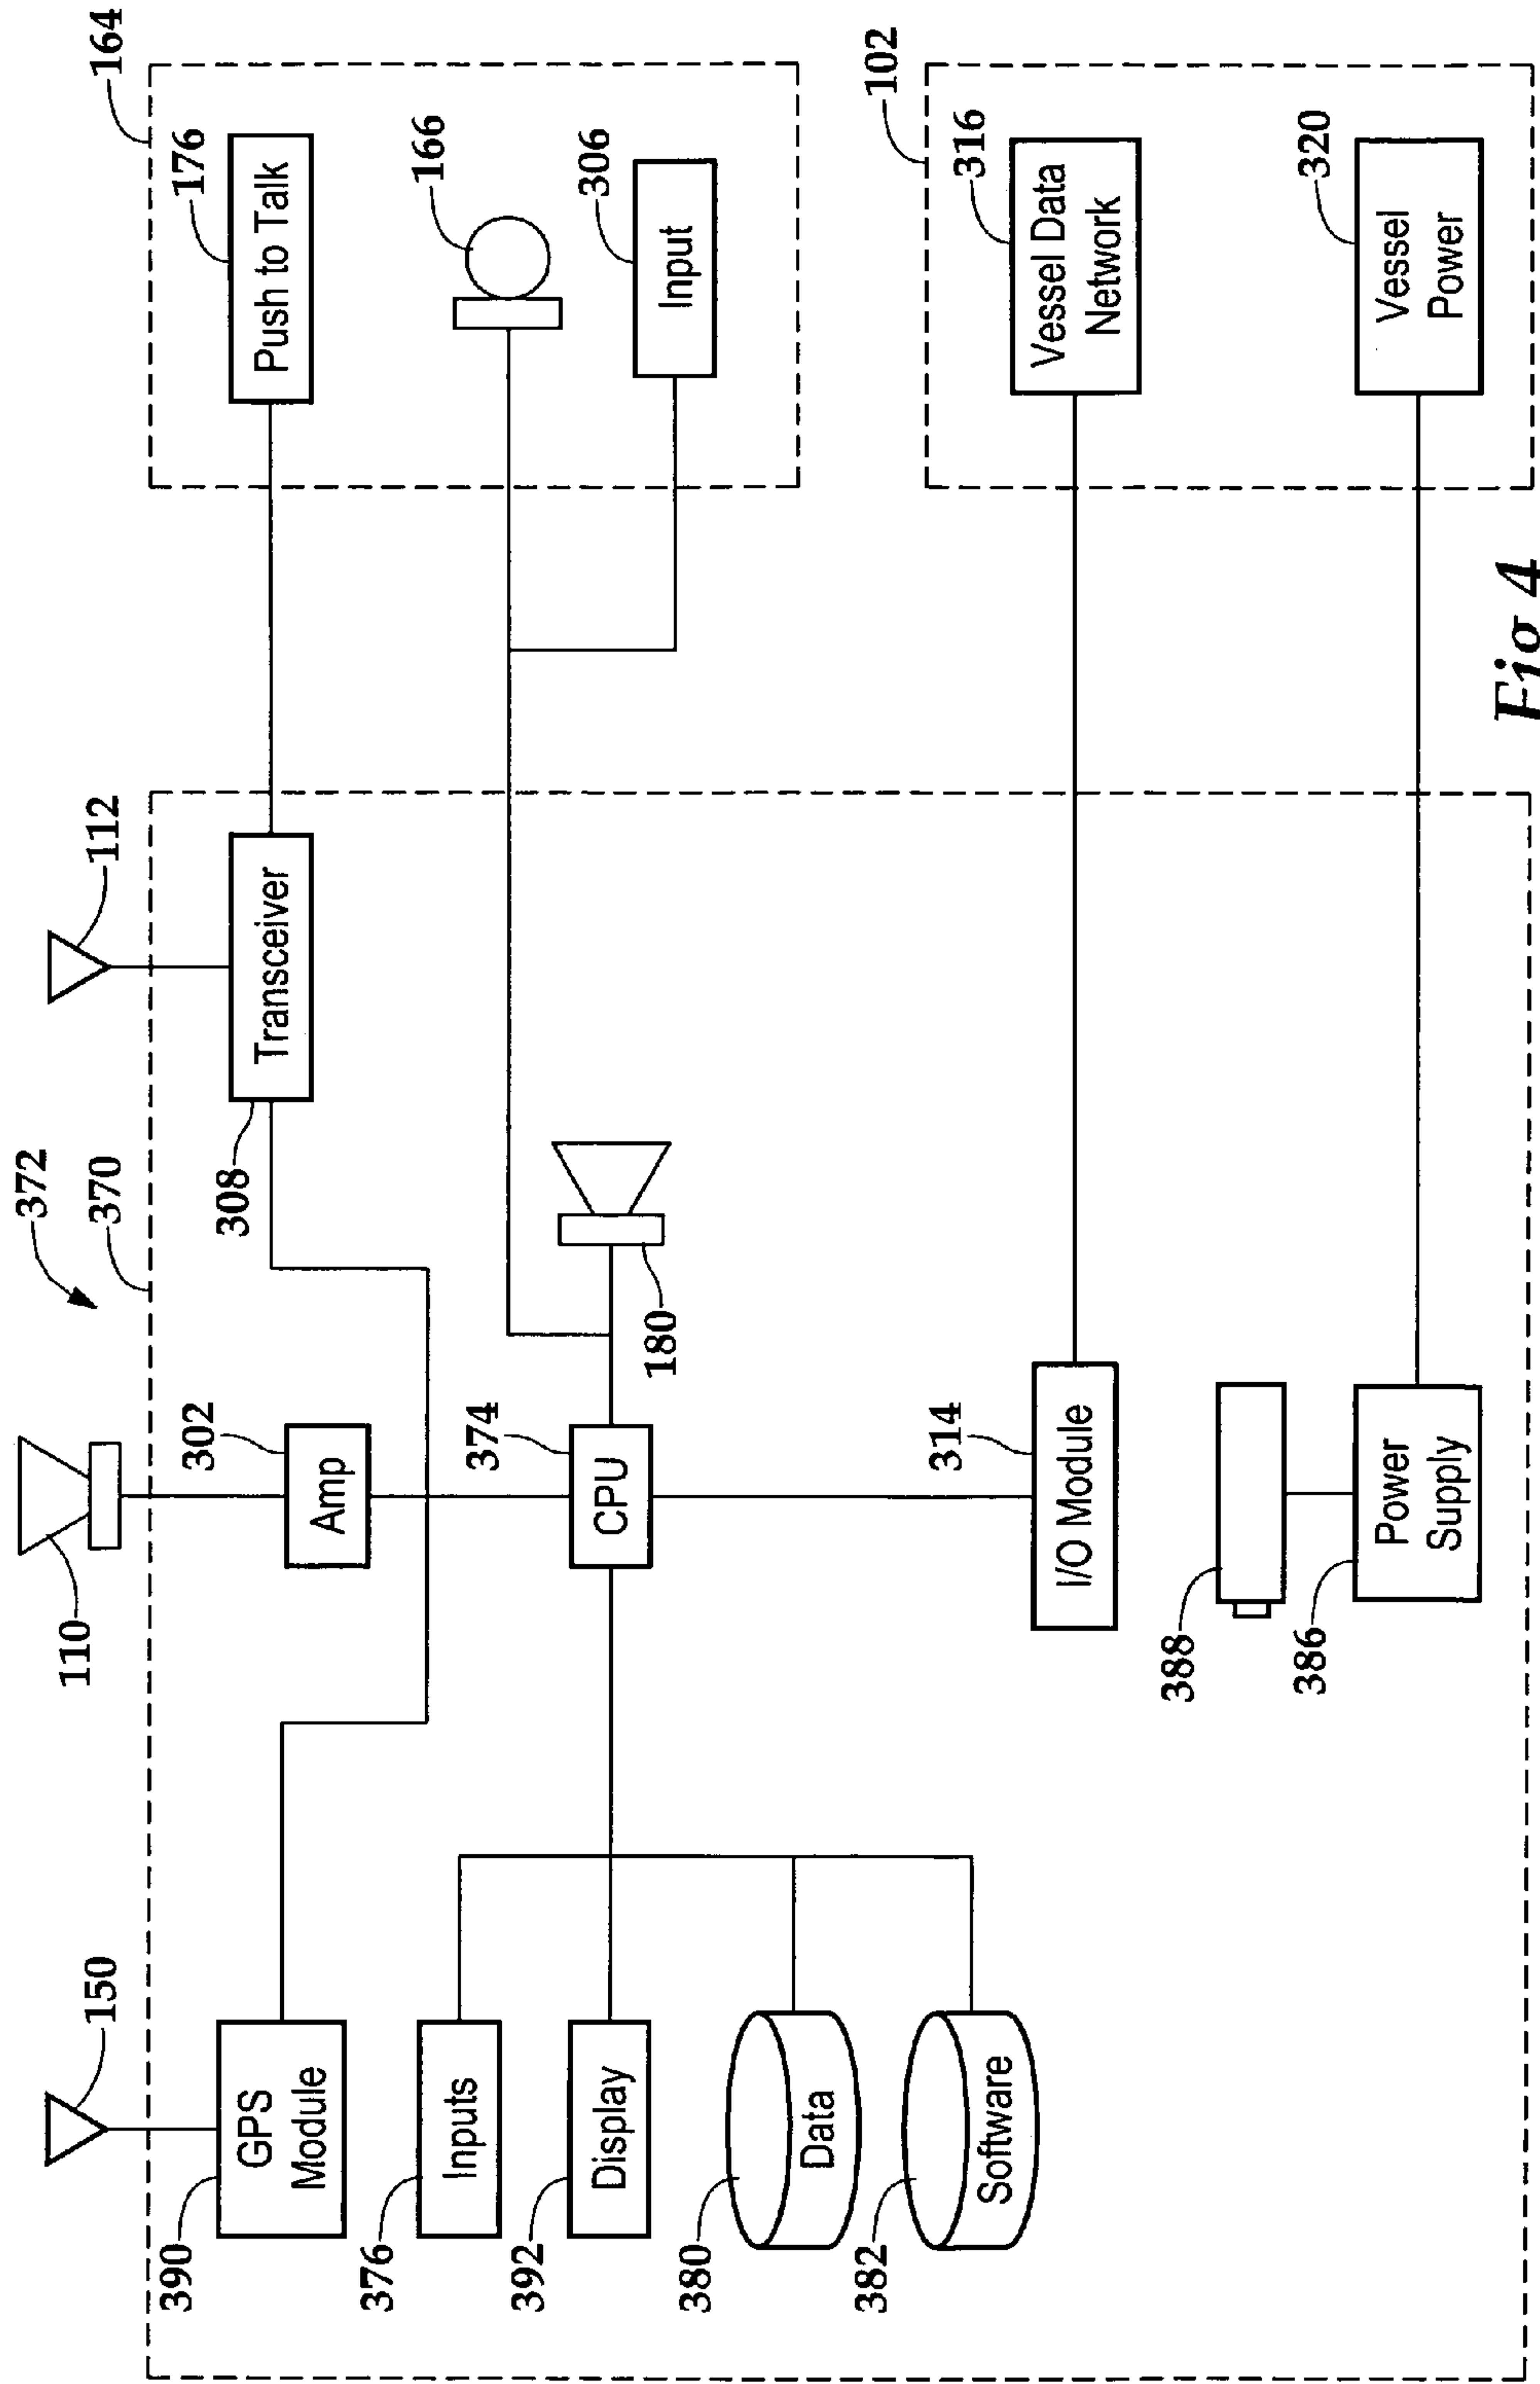 372
370
110
150
112
164
390
GPS
Module
302
Amp
308
Transceiver
176
Push to Talk
376
Inputs
392
Display
374
CPU
180
166
306
Input
380
Data
382
Software
314
I/O Module
102
316
Vessel Data
Network
388
386
Power
Supply
320
Vessel
Power
Fig 4